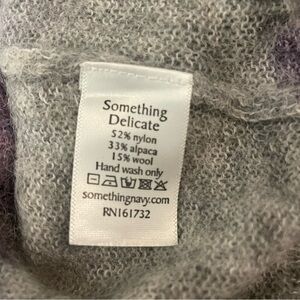 Something
Delicate
52% nylon
33% alpaca
15% wool
Hand wash only
somethingnavy.com
RN161732